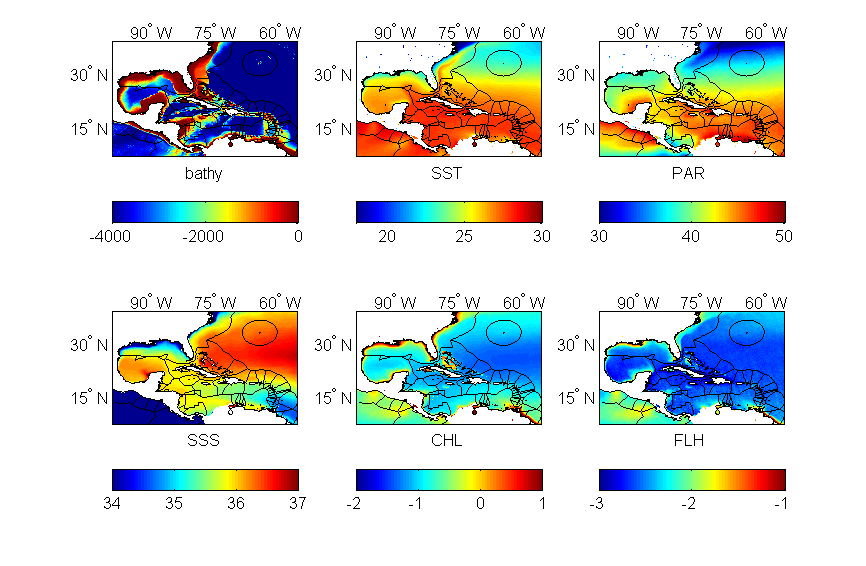 90° W 75° W 60° W 90° W 75° W 60° W 90° W 75° W 60° W
30° N 30° N 30° N
15° N 15° N 15° N
bathy SST PAR
-4000 -2000 0 20 25 30 30 40 50
90° W 75° W 60° W 90° W 75° W 60° W 90° W 75° W 60° W
30° N 30° N 30° N
15° N 15° N 15° N
SSS CHL FLH
34 35 36 37 -2 -1 0 1 -3 -2 -1